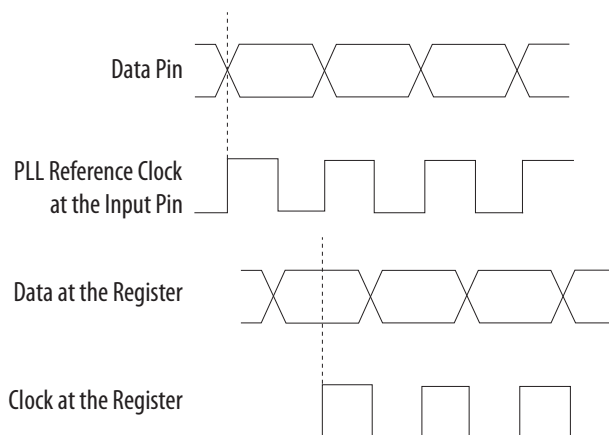 Data Pin
PLL Reference Clock
at the Input Pin
Data at the Register
Clock at the Register